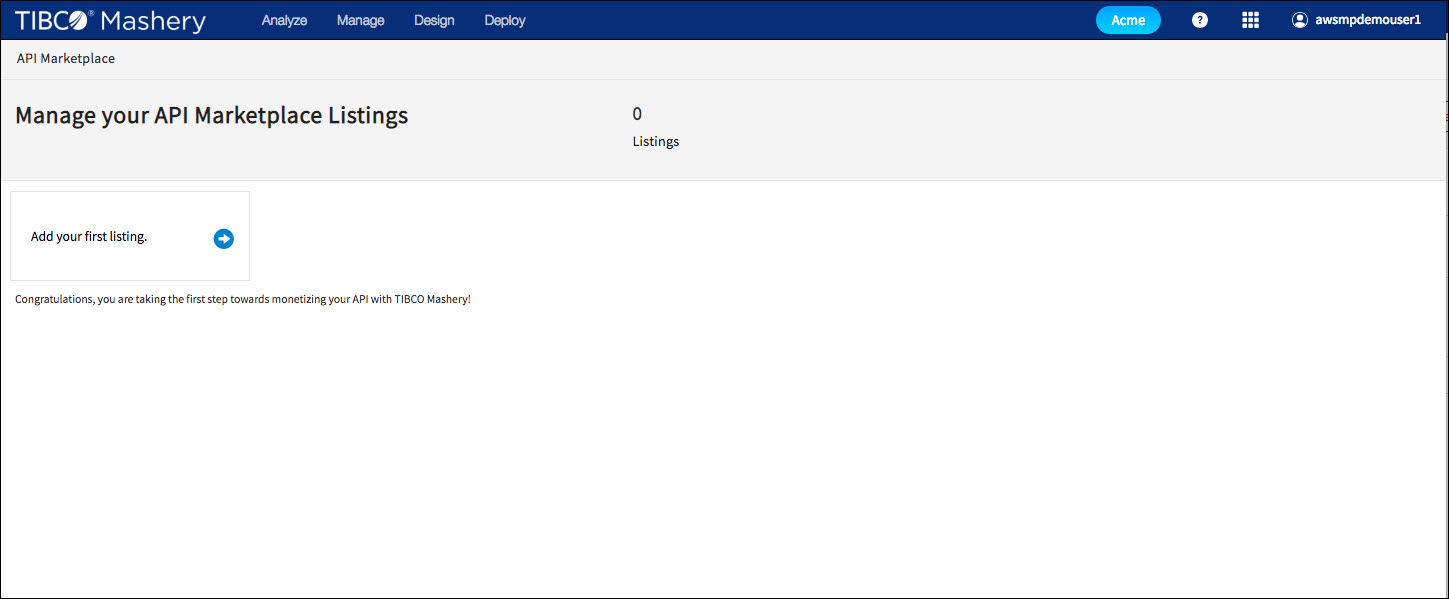 TIBCO® Mashery Analyze Manage Design Deploy Acme ? awsmpdemouser1
API Marketplace
Manage your API Marketplace Listings
0
Listings
Add your first listing.
Congratulations, you are taking the first step towards monetizing your API with TIBCO Mashery!